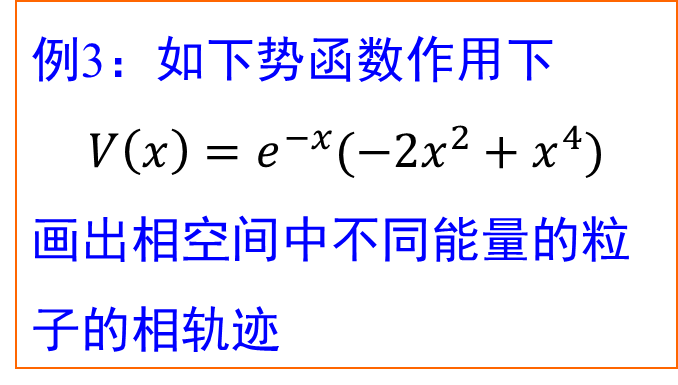 例3：如下势函数作用下
V(x) = e^{-x}(-2x^2 + x^4)
画出相空间中不同能量的粒
子的相轨迹